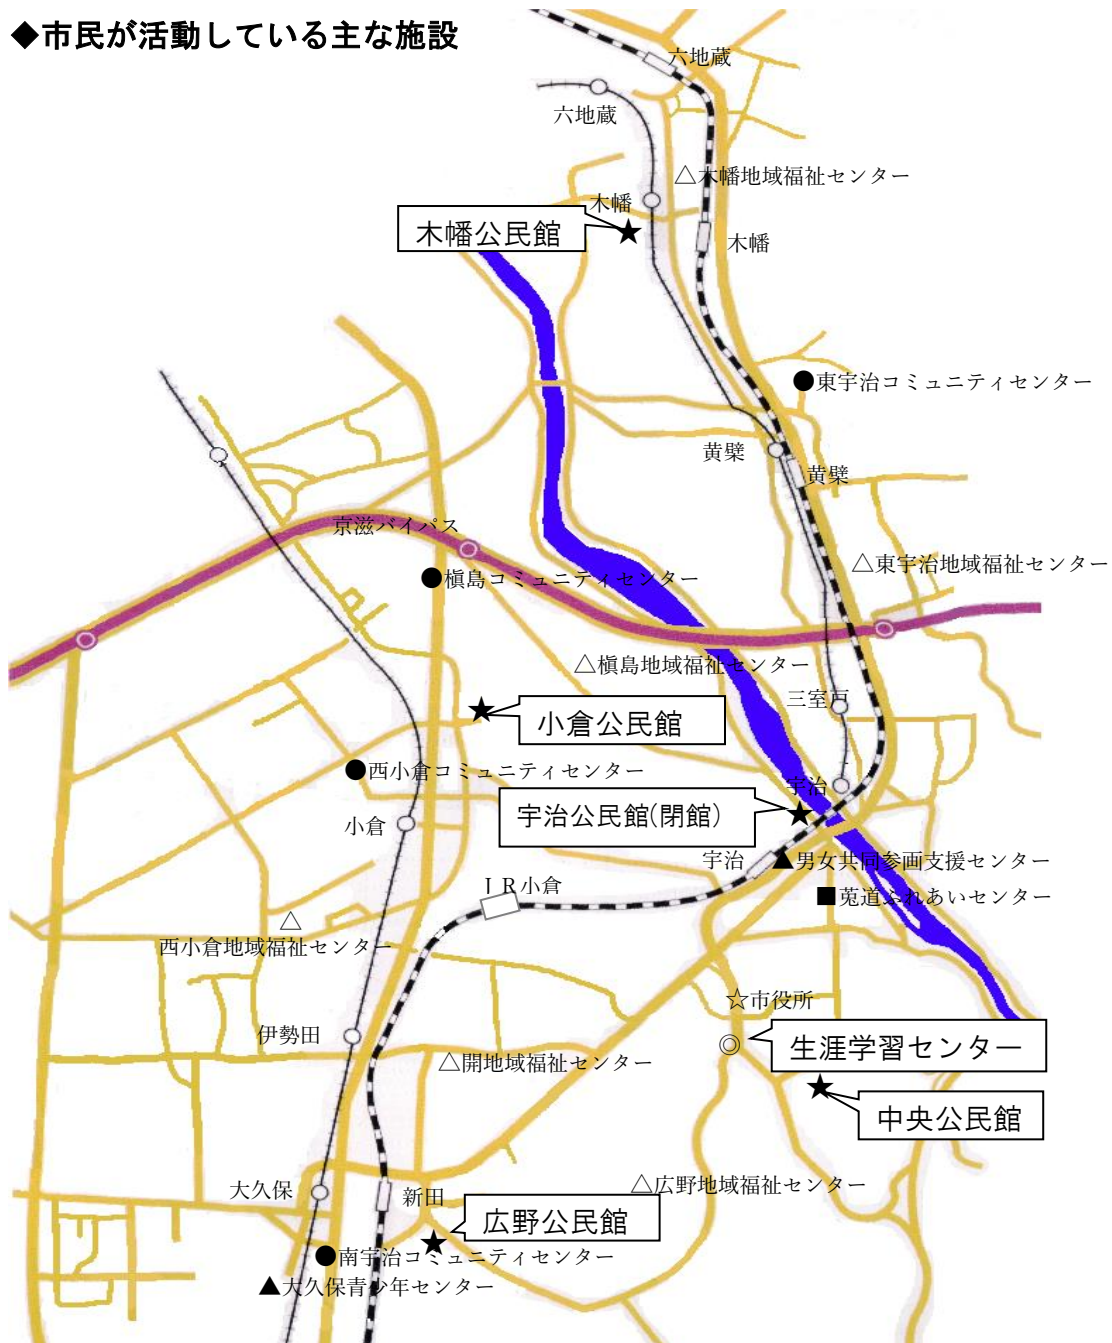 ◆市民が活動している主な施設
六地蔵
六地蔵
△木幡地域福祉センター
木幡
木幡公民館
★
木幡
●東宇治コミュニティセンター
黄檗
黄檗
京滋バイパス
△東宇治地域福祉センター
●槇島コミュニティセンター
△槇島地域福祉センター
三室戸
★
小倉公民館
●西小倉コミュニティセンター
宇治
宇治公民館(閉館)
★
小倉
宇治
▲男女共同参画支援センター
JR小倉
■菟道ふれあいセンター
△
西小倉地域福祉センター
☆市役所
伊勢田
◎
生涯学習センター
△開地域福祉センター
★
中央公民館
大久保
新田
△広野地域福祉センター
広野公民館
★
●南宇治コミュニティセンター
▲大久保青少年センター